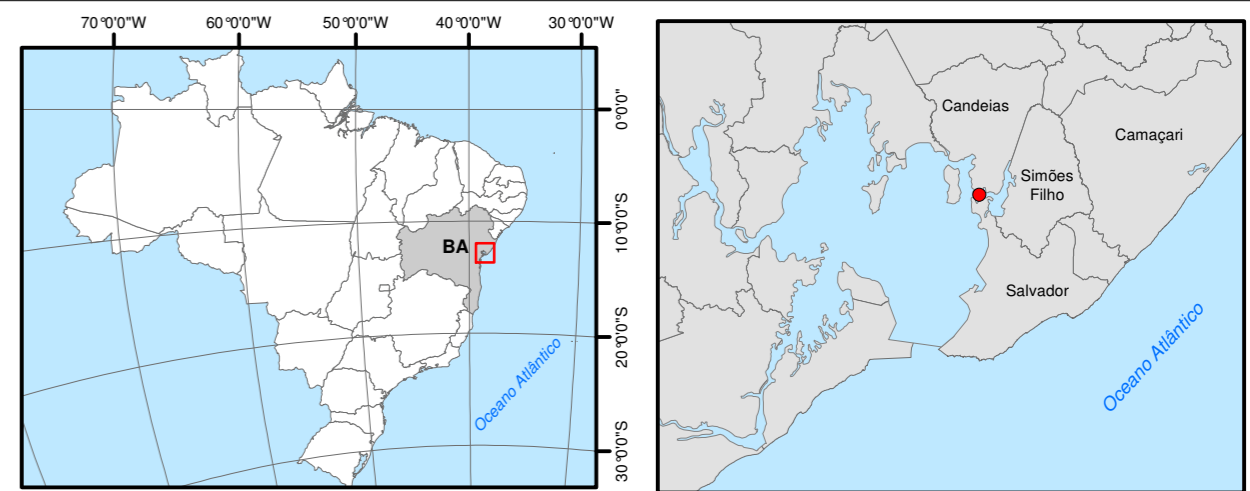 70°0'0"W
60°0'0"W
50°0'0"W
40°0'0"W
30°0'0"W
0°0'0"
10°0'0"S
20°0'0"S
30°0'0"S
BA
Oceano Atlântico
Candeias
Camaçari
Simões
Filho
Salvador
Oceano Atlântico